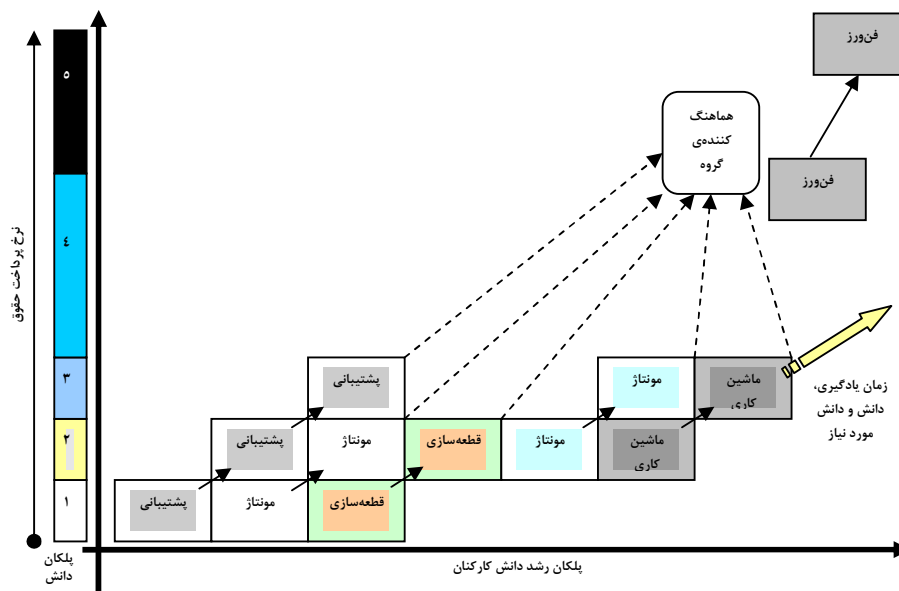 فن‌ورز
۵
هماهنگ
کننده‌ی
گروه
فن‌ورز
نرخ پرداخت حقوق
۴
۳
پشتیبانی
مونتاژ
ماشین
کاری
زمان یادگیری،
دانش و دانش
مورد نیاز
۲
پشتیبانی
مونتاژ
قطعه‌سازی
مونتاژ
ماشین
کاری
۱
پشتیبانی
مونتاژ
قطعه‌سازی
پلکان
دانش
پلکان رشد دانش کارکنان